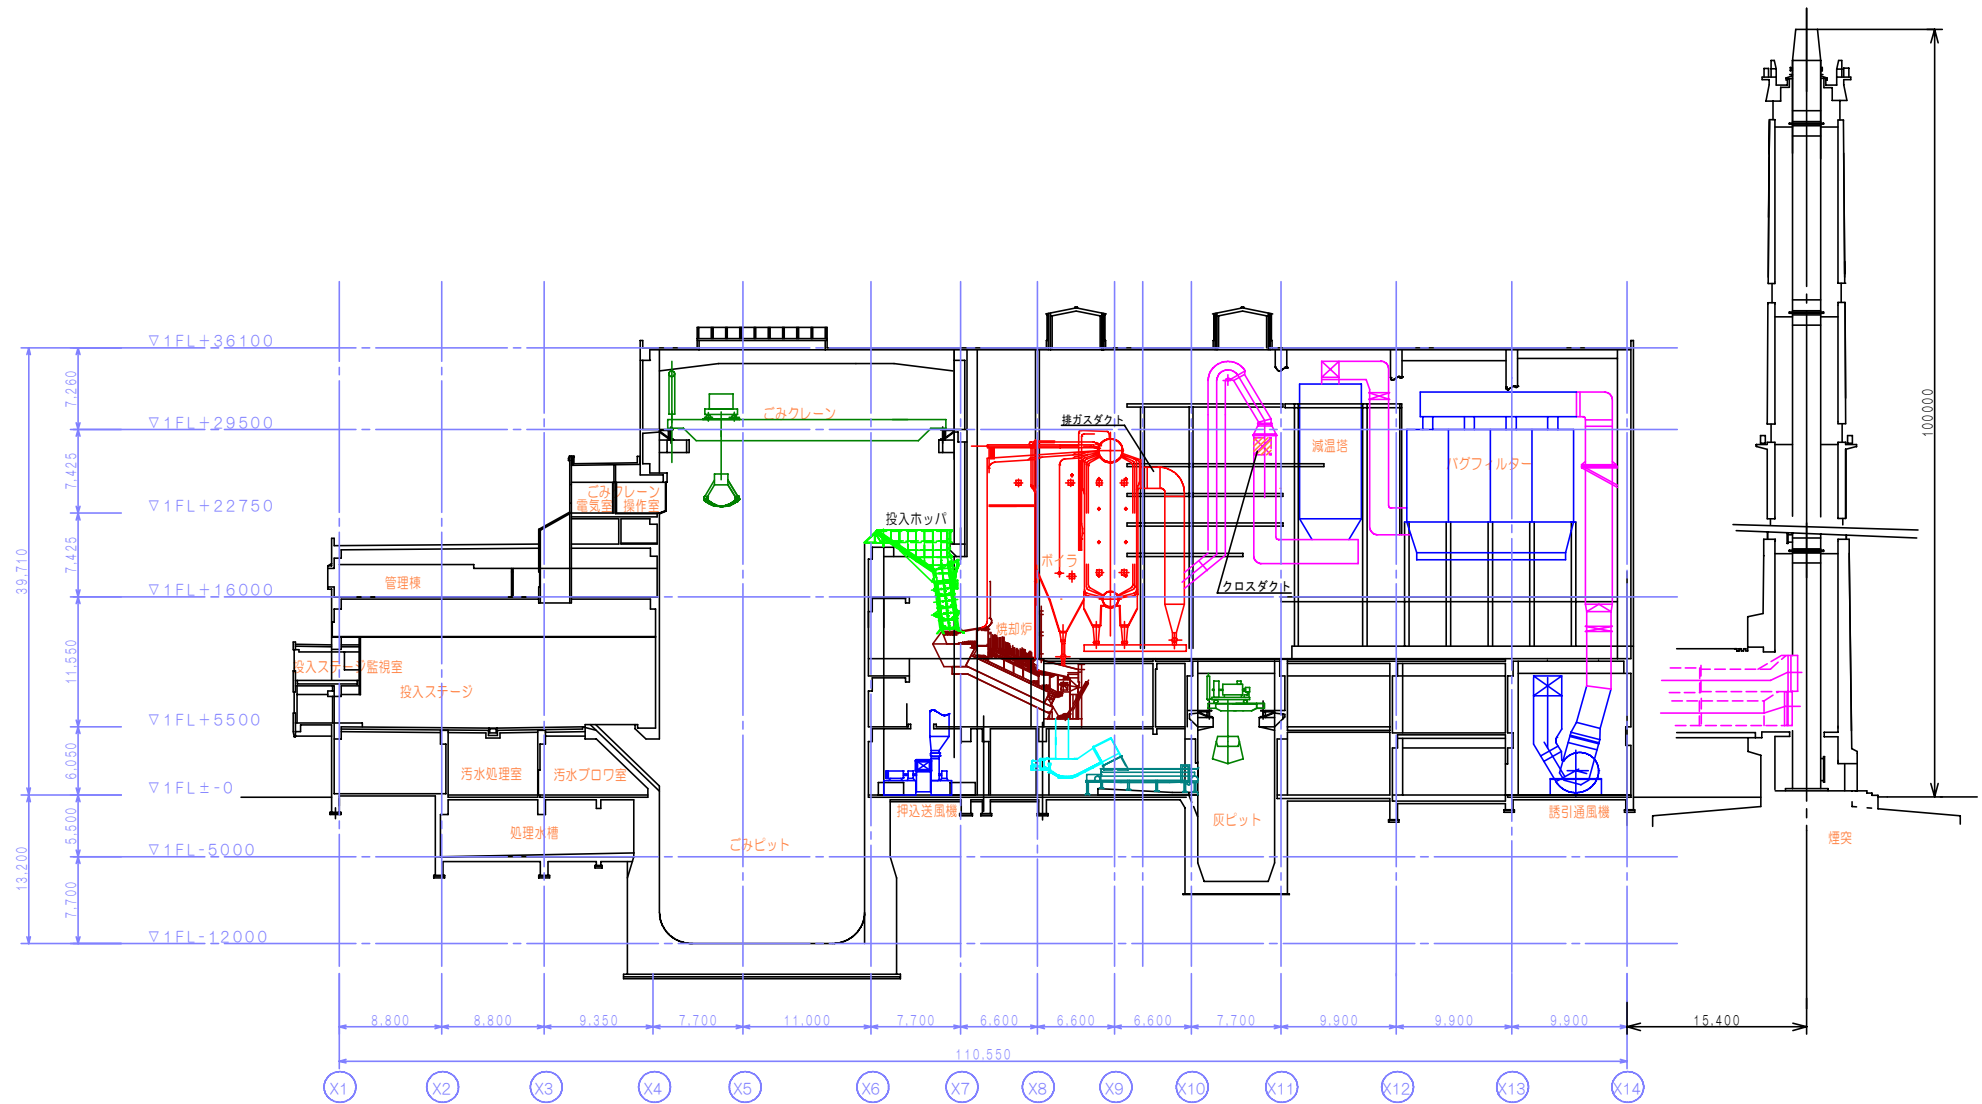 100000
▽1FL+36100
▽1FL+29500
▽1FL+22750
▽1FL+16000
▽1FL+5500
▽1FL±-0
▽1FL-5000
▽1FL-12000
39.710
13.200
7.260
7.425
7.425
11.550
6.050
5.500
7.700
ごみクレーン
排ガスダクト
減温塔
バグフィルター
ごみクレーン
電気室
操作室
投入ホッパ
ボイラ
クロスダクト
管理棟
焼却炉
投入ステージ監視室
投入ステージ
汚水処理室
汚水ブロワ室
押込送風機
誘引通風機
処理水槽
ごみピット
灰ピット
煙突
8.800
8.800
9.350
7.700
11.000
7.700
6.600
6.600
6.600
7.700
9.900
9.900
9.900
15.400
110.550
X1
X2
X3
X4
X5
X6
X7
X8
X9
X10
X11
X12
X13
X14